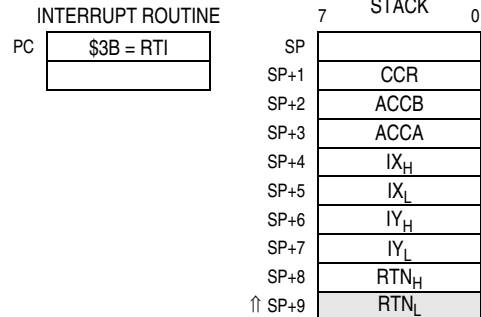 INTERRUPT ROUTINE
PC $3B = RTI
STACK
7 0
SP
SP+1 CCR
SP+2 ACCB
SP+3 ACCA
SP+4 IXH
SP+5 IXL
SP+6 IYH
SP+7 IYL
SP+8 RTNH
⇑ SP+9 RTNL